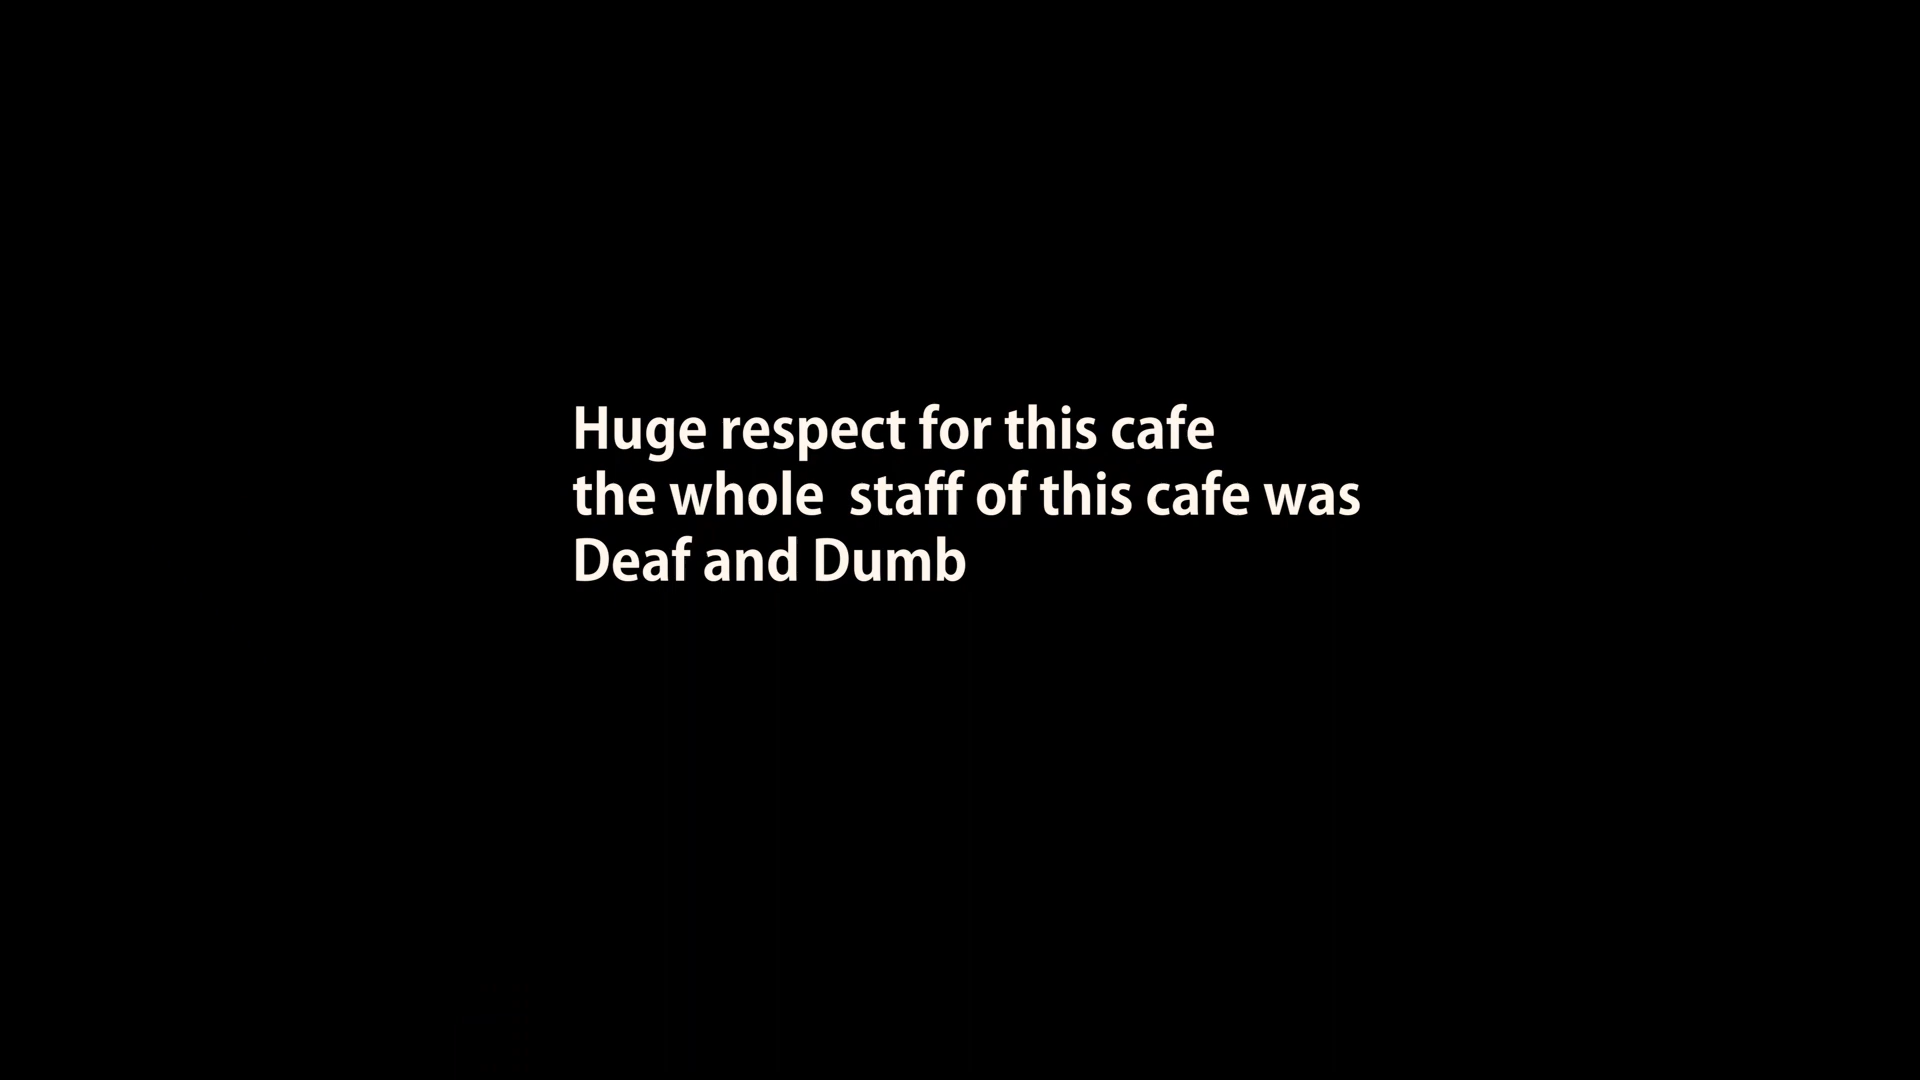 Huge respect for this cafe
the whole  staff of this cafe was
Deaf and Dumb